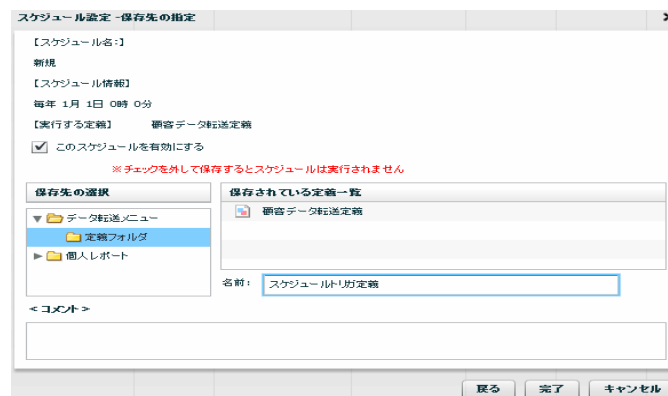 スケジュール設定 -保存先の指定
【スケジュール名:】
新規
【スケジュール情報】
毎年 1月 1日 0時 0分
【実行する定義】 顧客データ転送定義
このスケジュールを有効にする
※チェックを外して保存するとスケジュールは実行されません
保存先の選択
保存されている定義一覧
データ転送メニュー
定義フォルダ
個人レポート
顧客データ転送定義
名前: スケジュールトリガ定義
<コメント>
戻る 完了 キャンセル